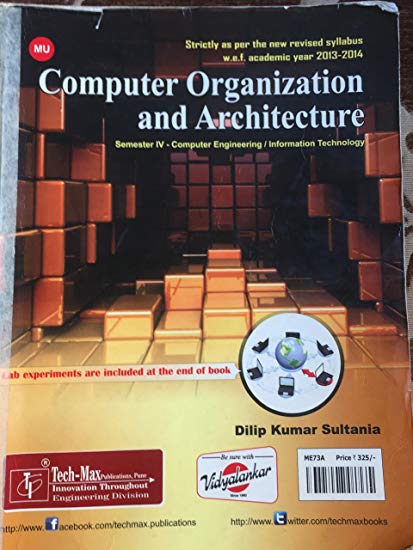 MU
Strictly as per the new revised syllabus
w.e.f. academic year 2013-2014
Computer Organization
and Architecture
Semester IV - Computer Engineering / Information Technology
Lab experiments are included at the end of book
Dilip Kumar Sultania
Tech-Max Publications, Pune
Innovation Throughout
Engineering Division
Be sure with
Vidyalankar
Since 1960
ME73A Price ₹ 325/-
http://www.facebook.com/techmax.publications
http://www.twitter.com/techmaxbooks